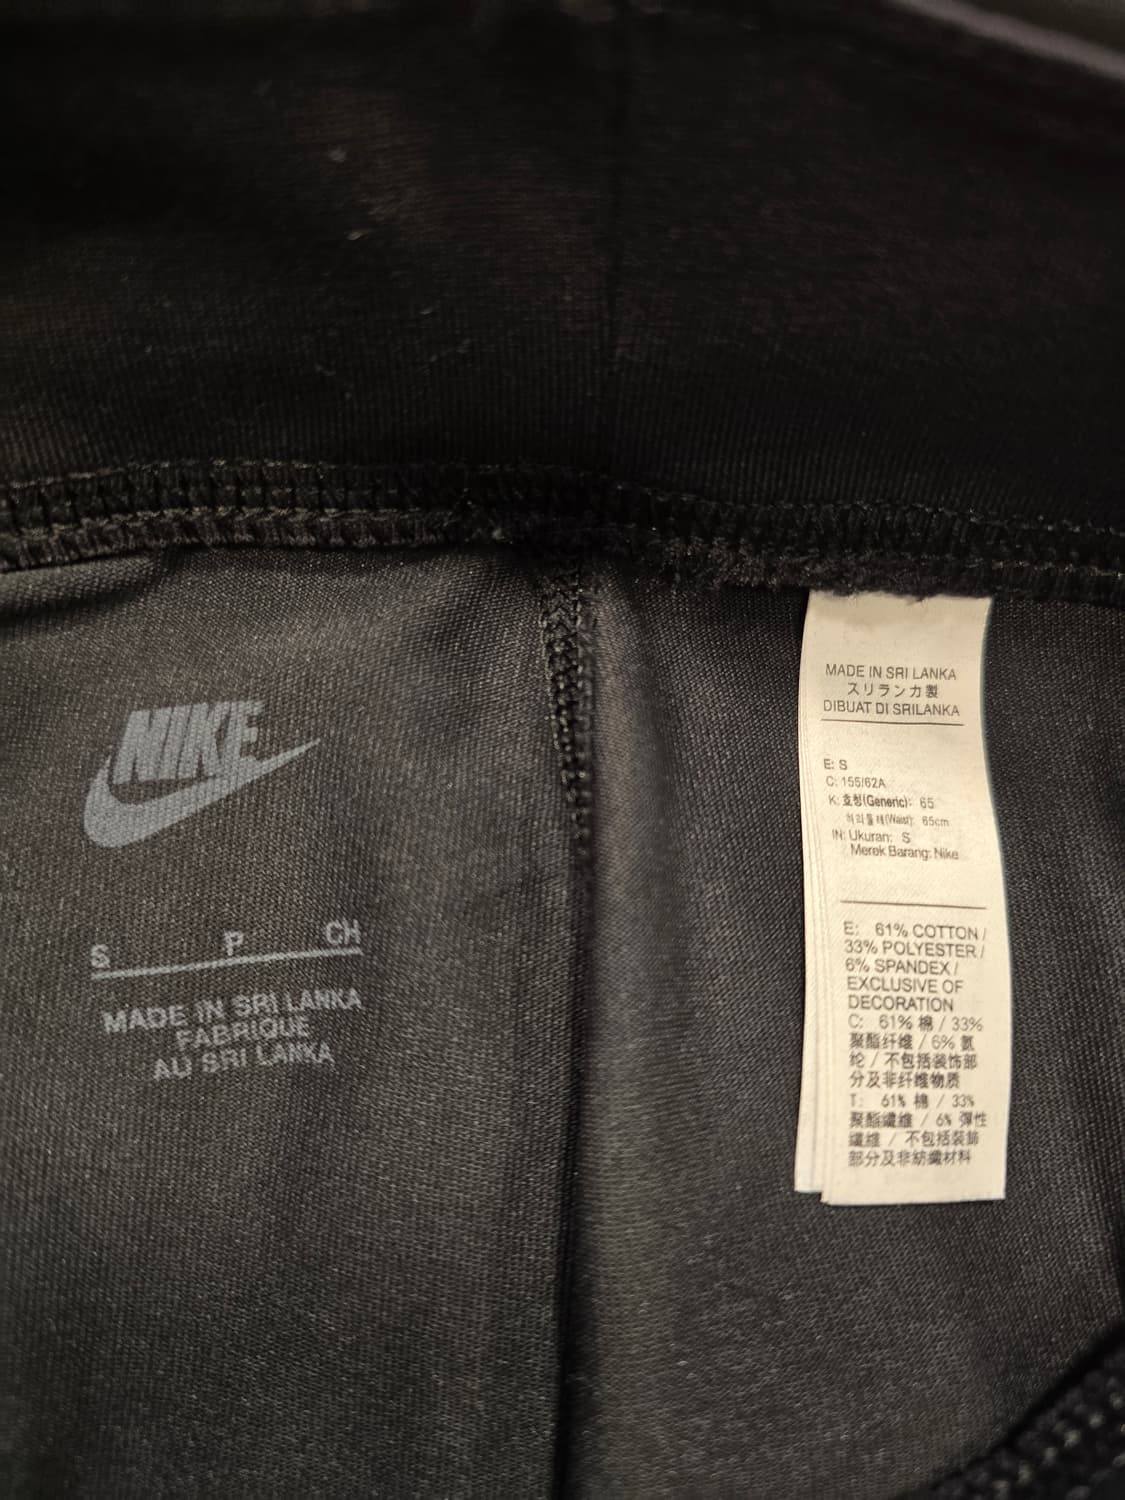 NIKE
S P CH
MADE IN SRI LANKA
FABRIQUE
AU SRI LANKA
MADE IN SRI LANKA
スリランカ製
DIBUAT DI SRILANKA
E: S
C: 155/62A
K: 호칭(Generic): 65
허리둘레(Waist): 65cm
IN: Ukuran: S
Merek Barang: Nike
E: 61% COTTON /
33% POLYESTER /
6% SPANDEX /
EXCLUSIVE OF
DECORATION
C: 61% 棉 / 33%
聚酯纤维 / 6% 氨
纶 / 不包括装饰部
分及非纤维物质
T: 61% 棉 / 33%
聚酯纖維 / 6% 彈性
纖維 / 不包括裝飾
部分及非紡織材料